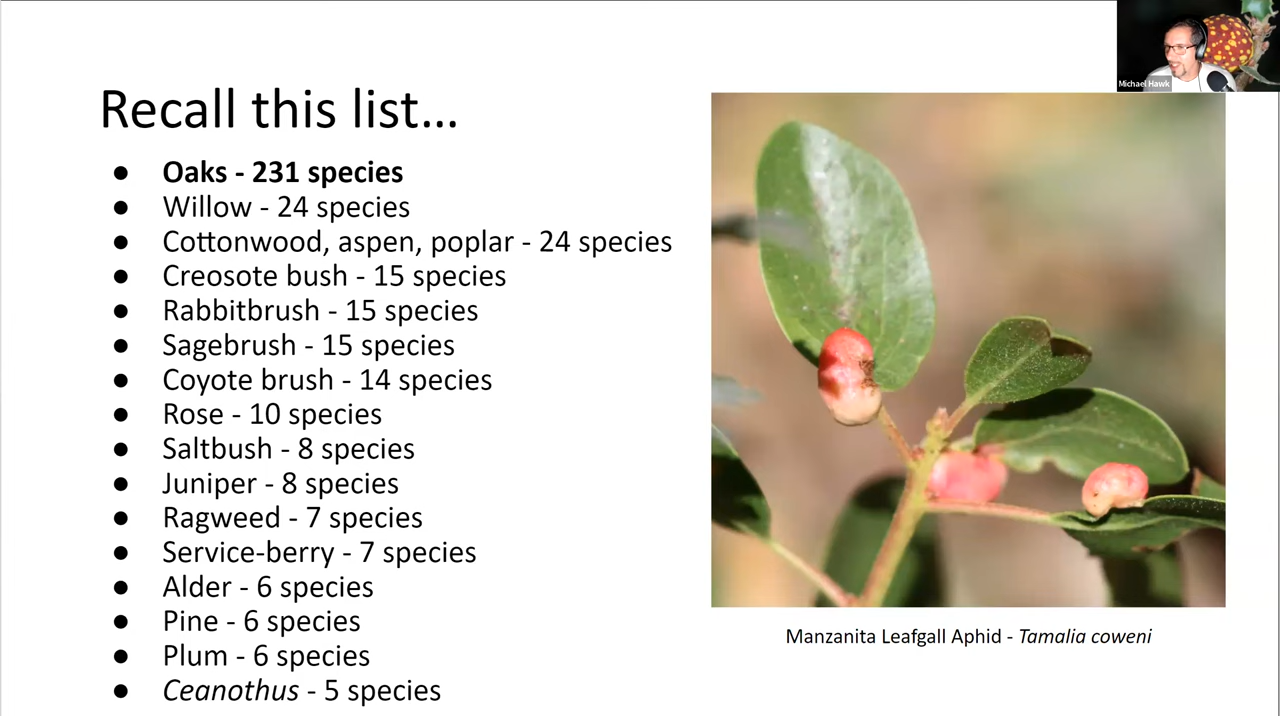 Recall this list...
● Oaks - 231 species
● Willow - 24 species
● Cottonwood, aspen, poplar - 24 species
● Creosote bush - 15 species
● Rabbitbrush - 15 species
● Sagebrush - 15 species
● Coyote brush - 14 species
● Rose - 10 species
● Saltbush - 8 species
● Juniper - 8 species
● Ragweed - 7 species
● Service-berry - 7 species
● Alder - 6 species
● Pine - 6 species
● Plum - 6 species
● Ceanothus - 5 species
Manzanita Leafgall Aphid - Tamalia coweni
Michael Hawk